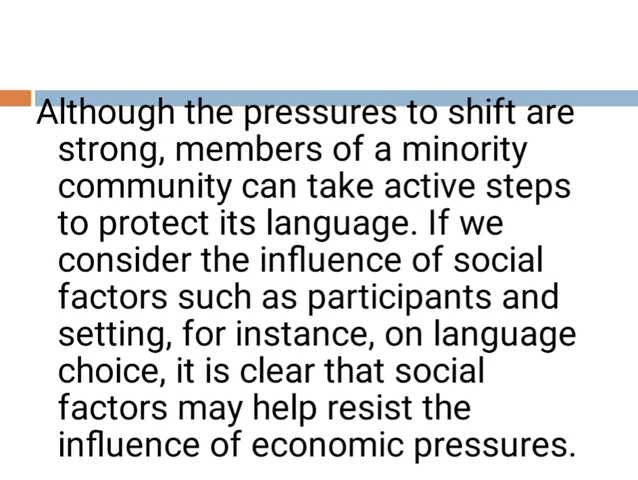 Although the pressures to shift are
strong, members of a minority
community can take active steps
to protect its language. If we
consider the influence of social
factors such as participants and
setting, for instance, on language
choice, it is clear that social
factors may help resist the
influence of economic pressures.